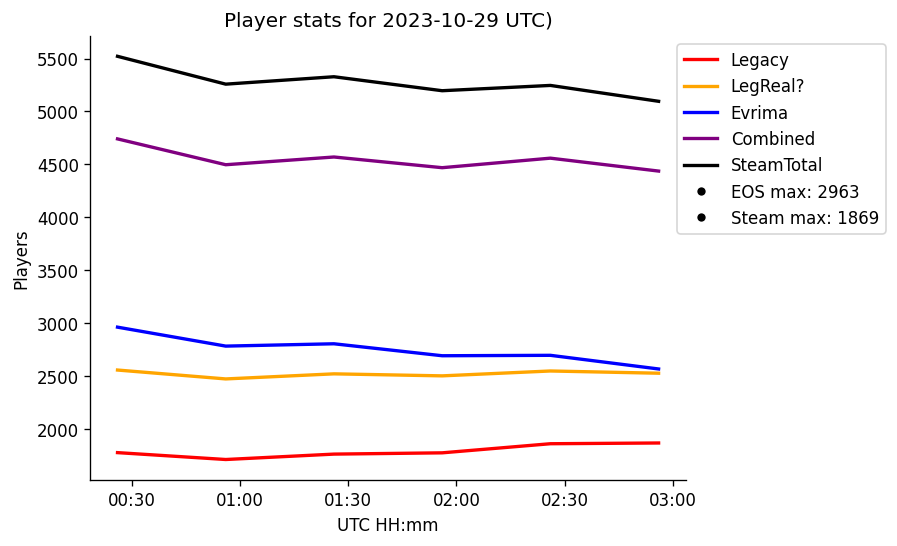 Player stats for 2023-10-29 UTC)
Legacy
LegReal?
Evrima
Combined
SteamTotal
EOS max: 2963
Steam max: 1869
Players
5500
5000
4500
4000
3500
3000
2500
2000
00:30
01:00
01:30
02:00
02:30
03:00
UTC HH:mm